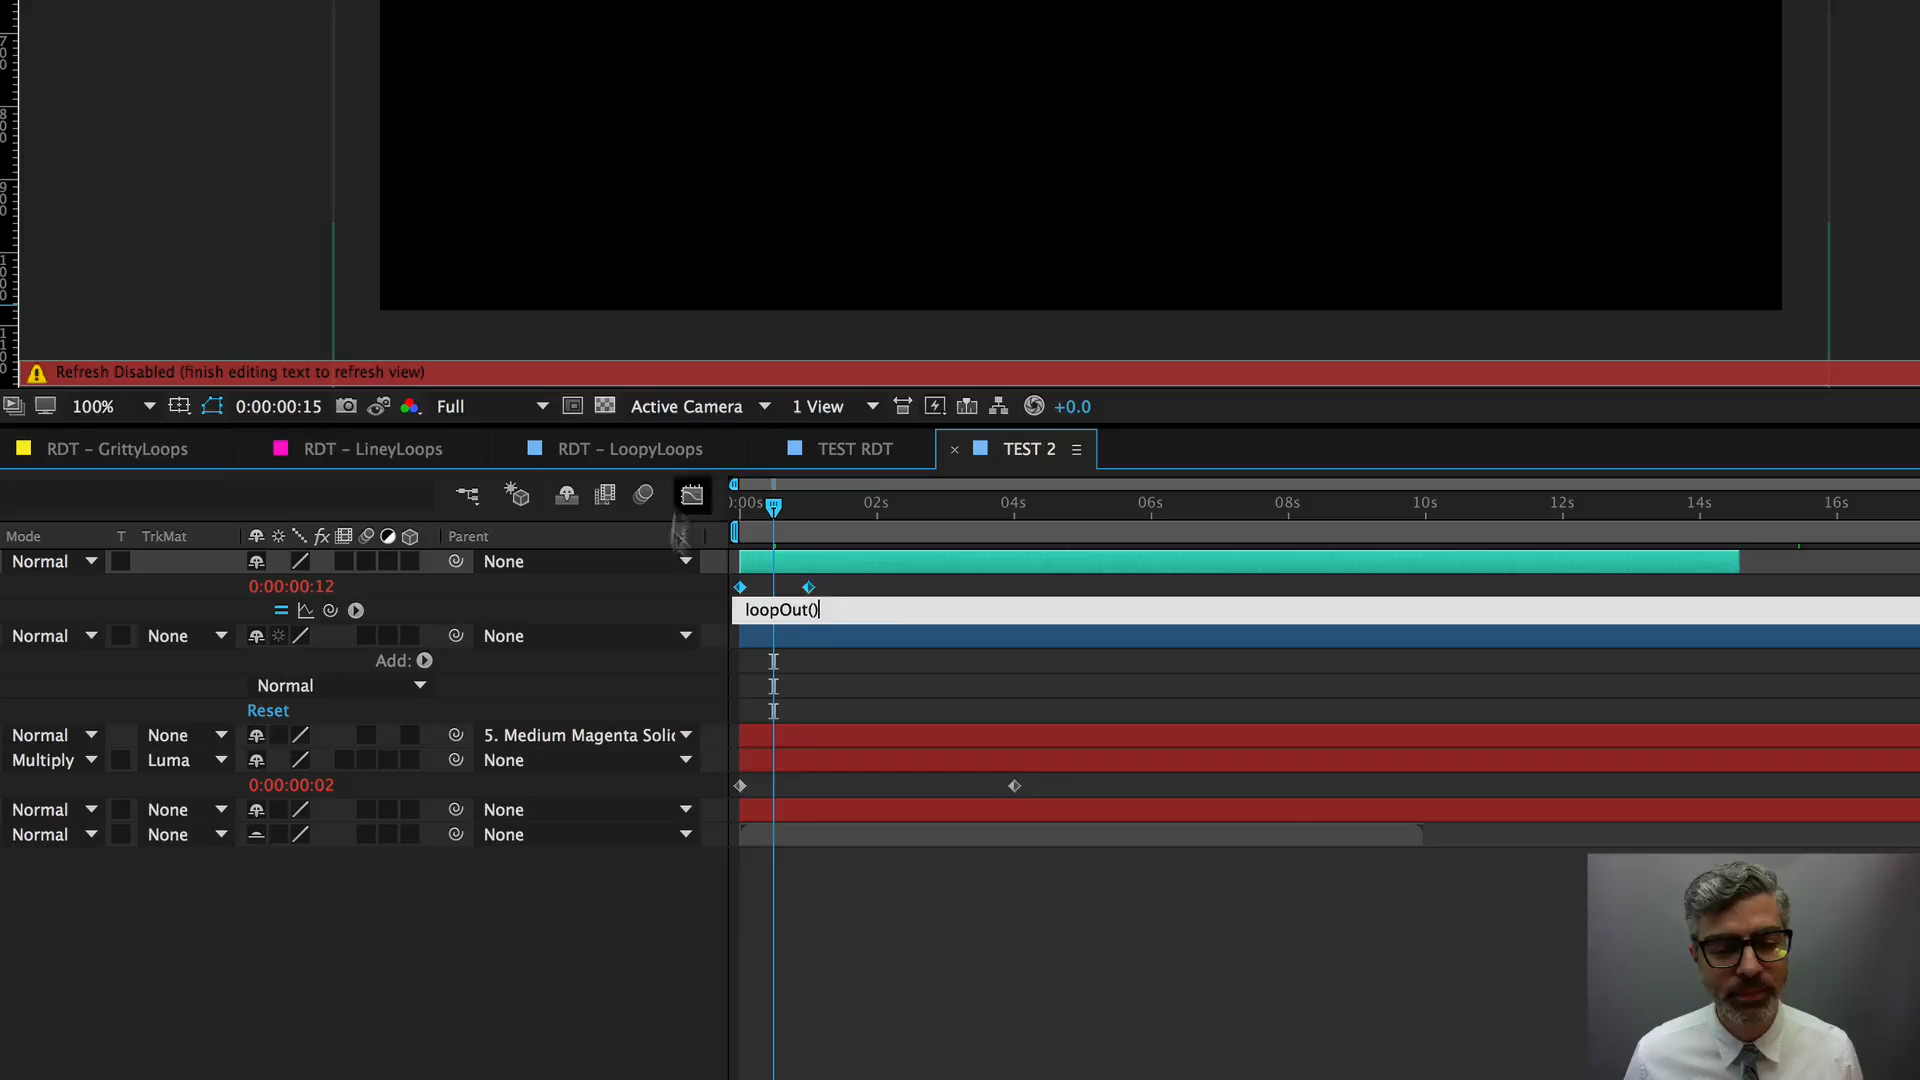 Refresh Disabled (finish editing text to refresh view)
100% 0:00:00:15 Full Active Camera 1 View +0.0
RDT - GrittyLoops RDT - LineyLoops RDT - LoopyLoops TEST RDT × TEST 2
):00s 02s 04s 06s 08s 10s 12s 14s 16s
Mode T TrkMat fx Parent
Normal None
0:00:00:12
loopOut()
Normal None None
Add:
Normal
Reset
Normal None 5. Medium Magenta Solic
Multiply Luma None
0:00:00:02
Normal None None
Normal None None